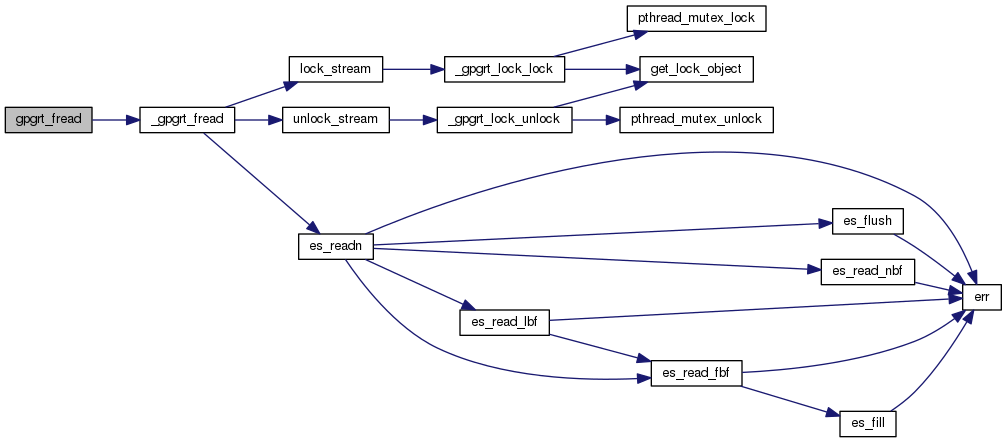 pthread_mutex_lock
lock_stream
_gpgrt_lock_lock
get_lock_object
gpgrt_fread
_gpgrt_fread
unlock_stream
_gpgrt_lock_unlock
pthread_mutex_unlock
es_flush
es_readn
es_read_nbf
err
es_read_lbf
es_read_fbf
es_fill